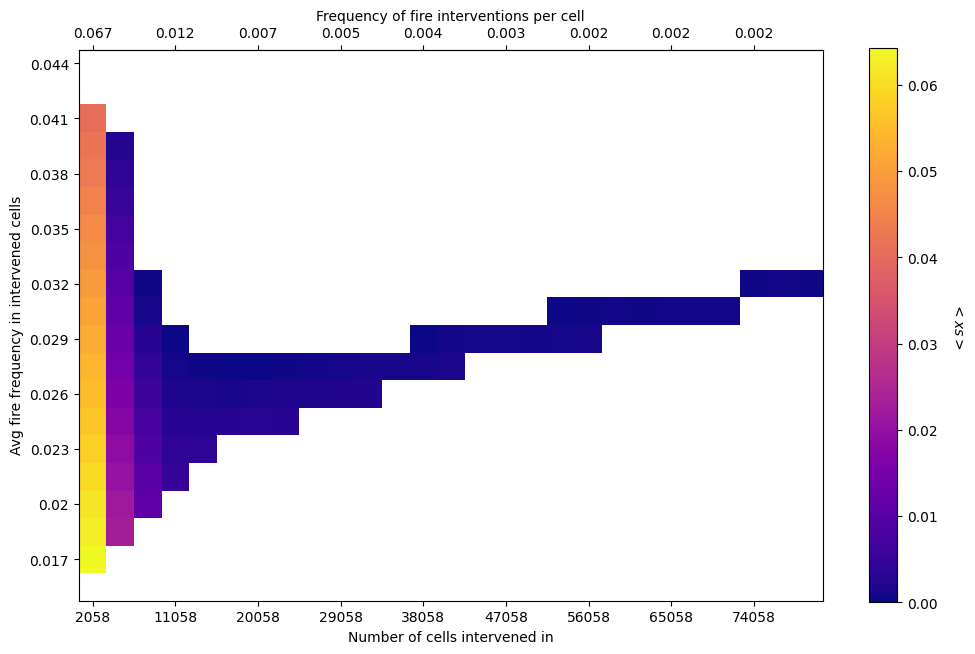 Frequency of fire interventions per cell
0.067 0.012 0.007 0.005 0.004 0.003 0.002 0.002 0.002
Avg fire frequency in intervened cells
0.044
0.041
0.038
0.035
0.032
0.029
0.026
0.023
0.02
0.017
2058 11058 20058 29058 38058 47058 56058 65058 74058
Number of cells intervened in
0.06
0.05
0.04
0.03
0.02
0.01
0.00
< sx >